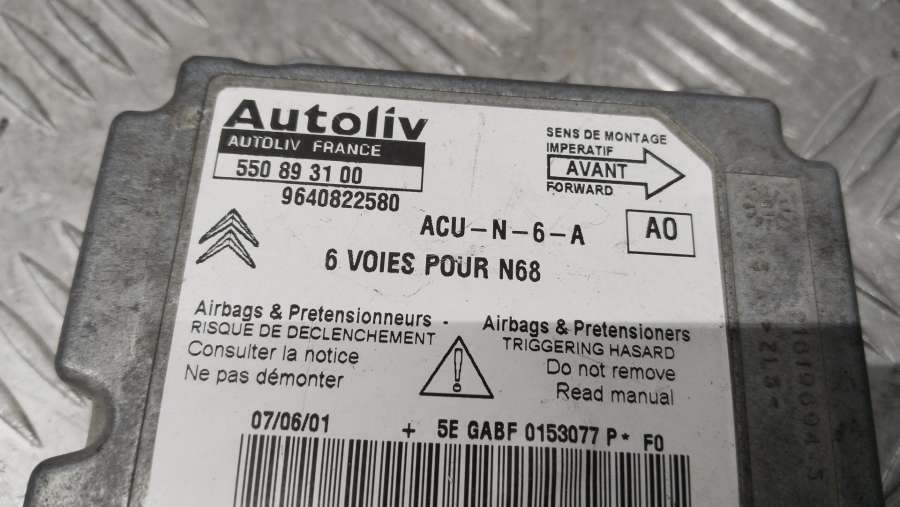 Autoliv
AUTOLIV FRANCE
550 89 31 00
9640822580
SENS DE MONTAGE
IMPERATIF
AVANT
FORWARD
ACU-N-6-A
A0
6 VOIES POUR N68
Airbags & Pretensionneurs -
RISQUE DE DECLENCHEMENT
Consulter la notice
Ne pas démonter
Airbags & Pretensioners
TRIGGERING HASARD
Do not remove
Read manual
07/06/01 + 5E GABF 0153077 P* F0